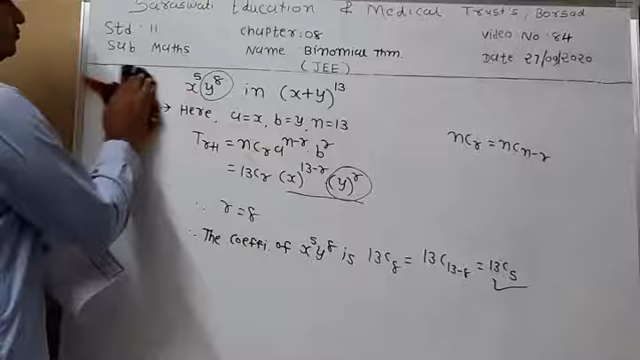 Saraswati Education & Medical Trust's, Borsad
Std : 11 chapter : 08 video No : 84
Sub Maths Name Binomial Thm. Date 27/09/2020
(JEE)
x⁵y⁸ in (x+y)¹³
→ Here, a=x, b=y, n=13
Tr+1 = nCr aⁿ⁻ʳ bʳ nCr = nCn-r
= 13Cr (x)¹³⁻ʳ (y)ʳ
∴ r=8
∴ The coeffi. of x⁵y⁸ is 13C₈ = 13C₁₃₋₈ = 13C₅